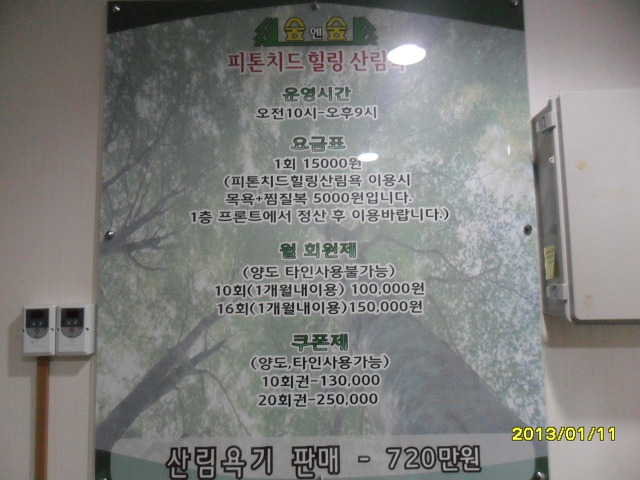 숲엔숲
피톤치드 힐링 산림욕
운영시간
오전10시-오후9시
요금표
1회 15000원
(피톤치드힐링산림욕 이용시
목욕+찜질복 5000원입니다.
1층 프론트에서 정산 후 이용바랍니다.)
월 회원제
(양도 타인사용불가능)
10회(1개월내이용) 100,000원
16회(1개월내이용)150,000원
쿠폰제
(양도,타인사용가능)
10회권-130,000
20회권-250,000
산림욕기 판매 - 720만원
2013/01/11